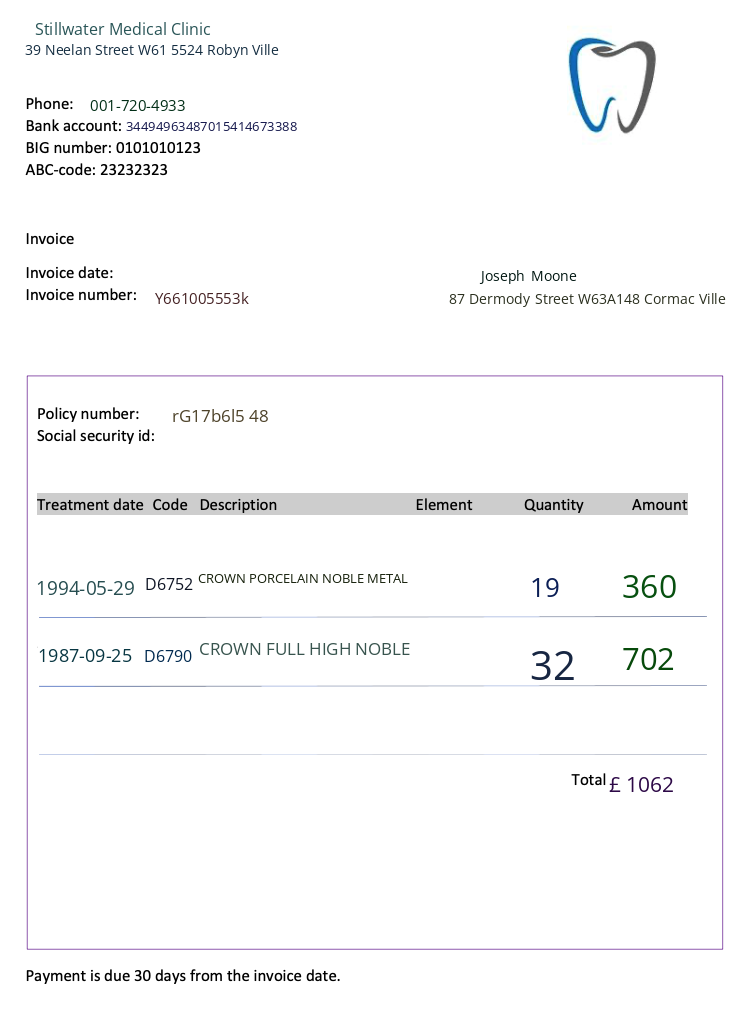 Stillwater Medical Clinic
39 Neelan Street W61 5524 Robyn Ville
Phone: 001-720-4933
Bank account: 34494963487015414673388
BIG number: 0101010123
ABC-code: 23232323
Invoice
Invoice date:
Invoice number: Y661005553k
Joseph Moone
87 Dermody Street W63A148 Cormac Ville
Policy number: rG17b6l5 48
Social security id:
Treatment date Code Description Element Quantity Amount
1994-05-29 D6752 CROWN PORCELAIN NOBLE METAL 19 360
1987-09-25 D6790 CROWN FULL HIGH NOBLE 32 702
Total £ 1062
Payment is due 30 days from the invoice date.